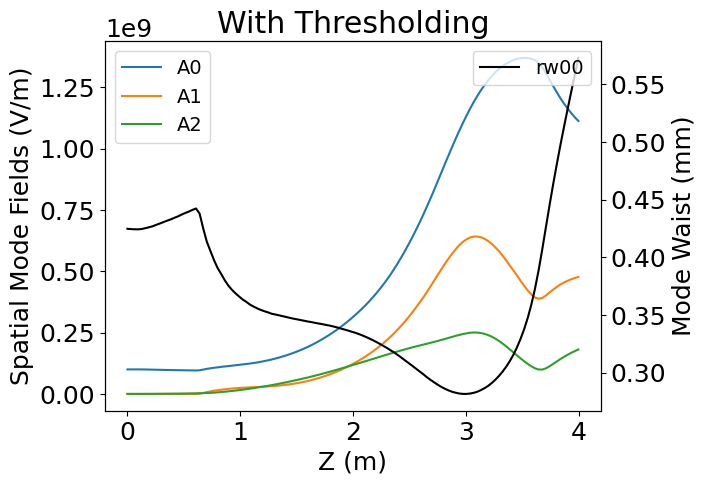 With Thresholding
1e9
A0
A1
A2
rw00
Spatial Mode Fields (V/m)
1.25
1.00
0.75
0.50
0.25
0.00
0.55
0.50
0.45
0.40
0.35
0.30
Mode Waist (mm)
0 1 2 3 4
Z (m)